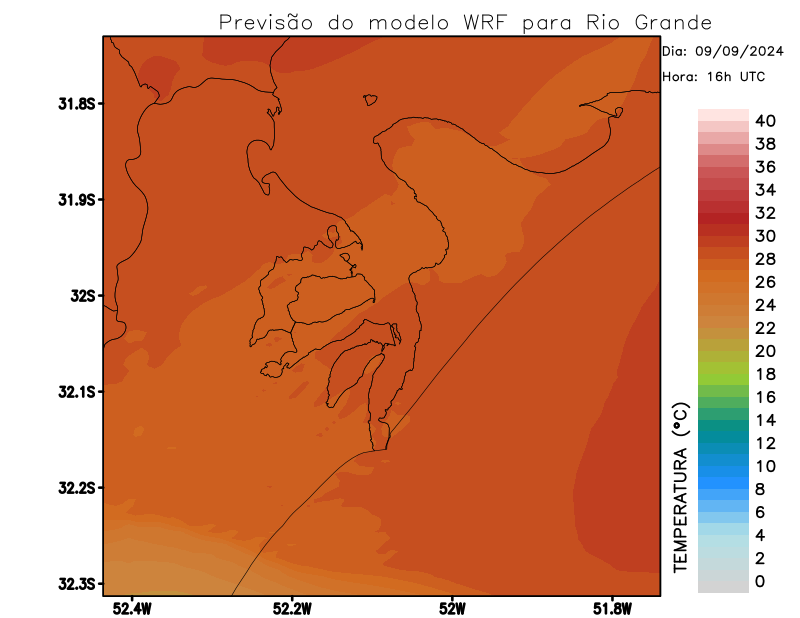 Previsão do modelo WRF para Rio Grande
Dia: 09/09/2024
Hora: 16h UTC
31.8S
31.9S
32S
32.1S
32.2S
32.3S
52.4W
52.2W
52W
51.8W
TEMPERATURA (°C)
40
38
36
34
32
30
28
26
24
22
20
18
16
14
12
10
8
6
4
2
0